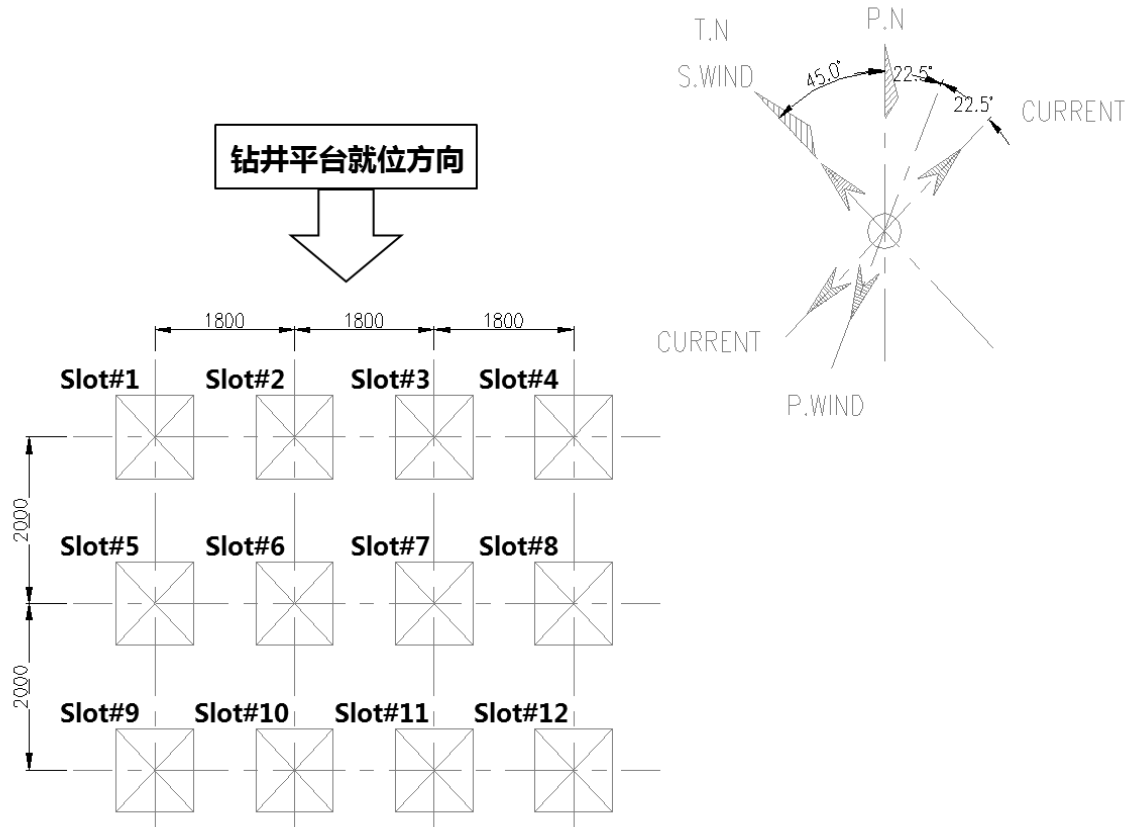 P.N
T.N
S.WIND
45.0°
22.5°
22.5°
CURRENT
钻井平台就位方向
CURRENT
P.WIND
1800 1800 1800
Slot#1 Slot#2 Slot#3 Slot#4
2000
Slot#5 Slot#6 Slot#7 Slot#8
2000
Slot#9 Slot#10 Slot#11 Slot#12